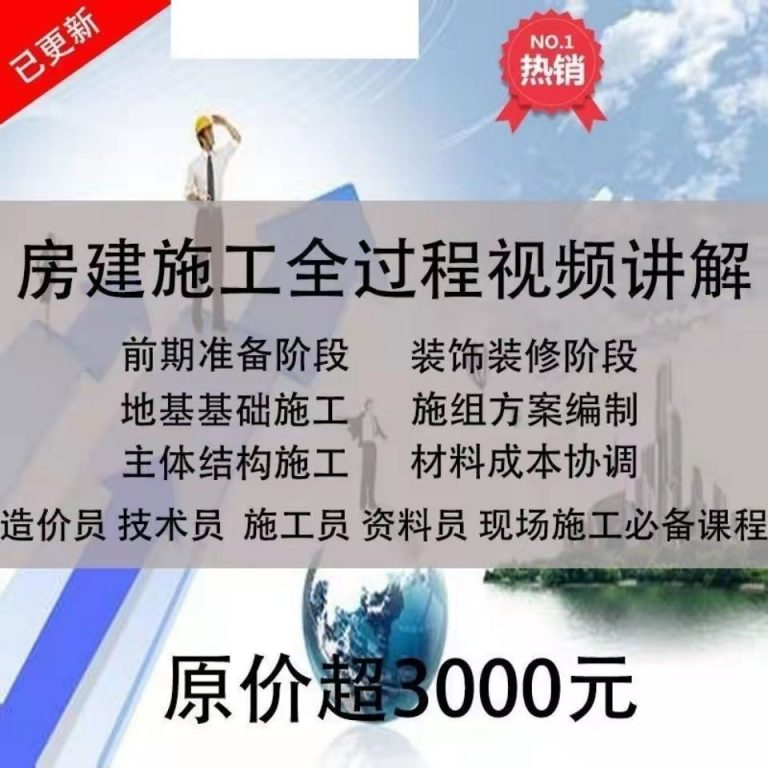 已更新
NO.1
热销
房建施工全过程视频讲解
前期准备阶段 装饰装修阶段
地基基础施工 施组方案编制
主体结构施工 材料成本协调
造价员 技术员 施工员 资料员 现场施工必备课程
原价超3000元